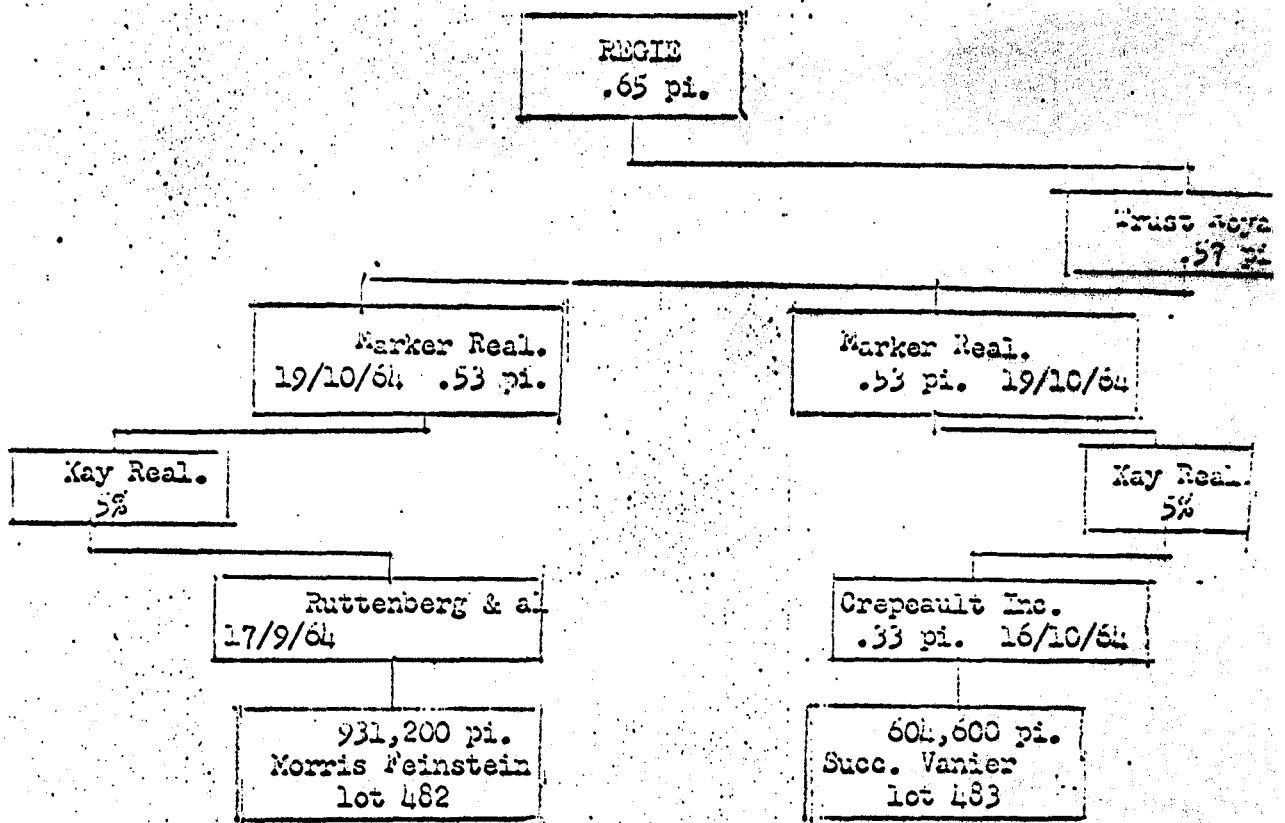 REGIE
.65 pi.
Trust Roya
.57 pi
Marker Real.
19/10/64 .53 pi.
Marker Real.
.53 pi. 19/10/64
Kay Real.
5%
Kay Real.
5%
Ruttenberg & al
17/9/64
Crepeault Inc.
.33 pi. 16/10/64
931,200 pi.
Morris Feinstein
lot 482
604,600 pi.
Succ. Vanier
lot 483